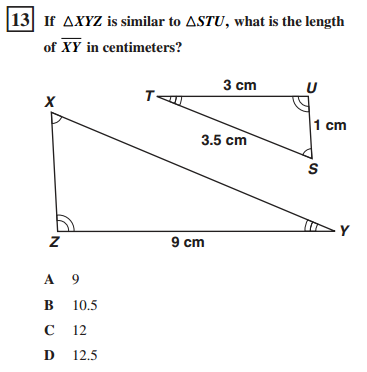 13 If △XYZ is similar to △STU, what is the length
of XY in centimeters?
3 cm
T
U
X
1 cm
3.5 cm
S
Y
Z
9 cm
A 9
B 10.5
C 12
D 12.5